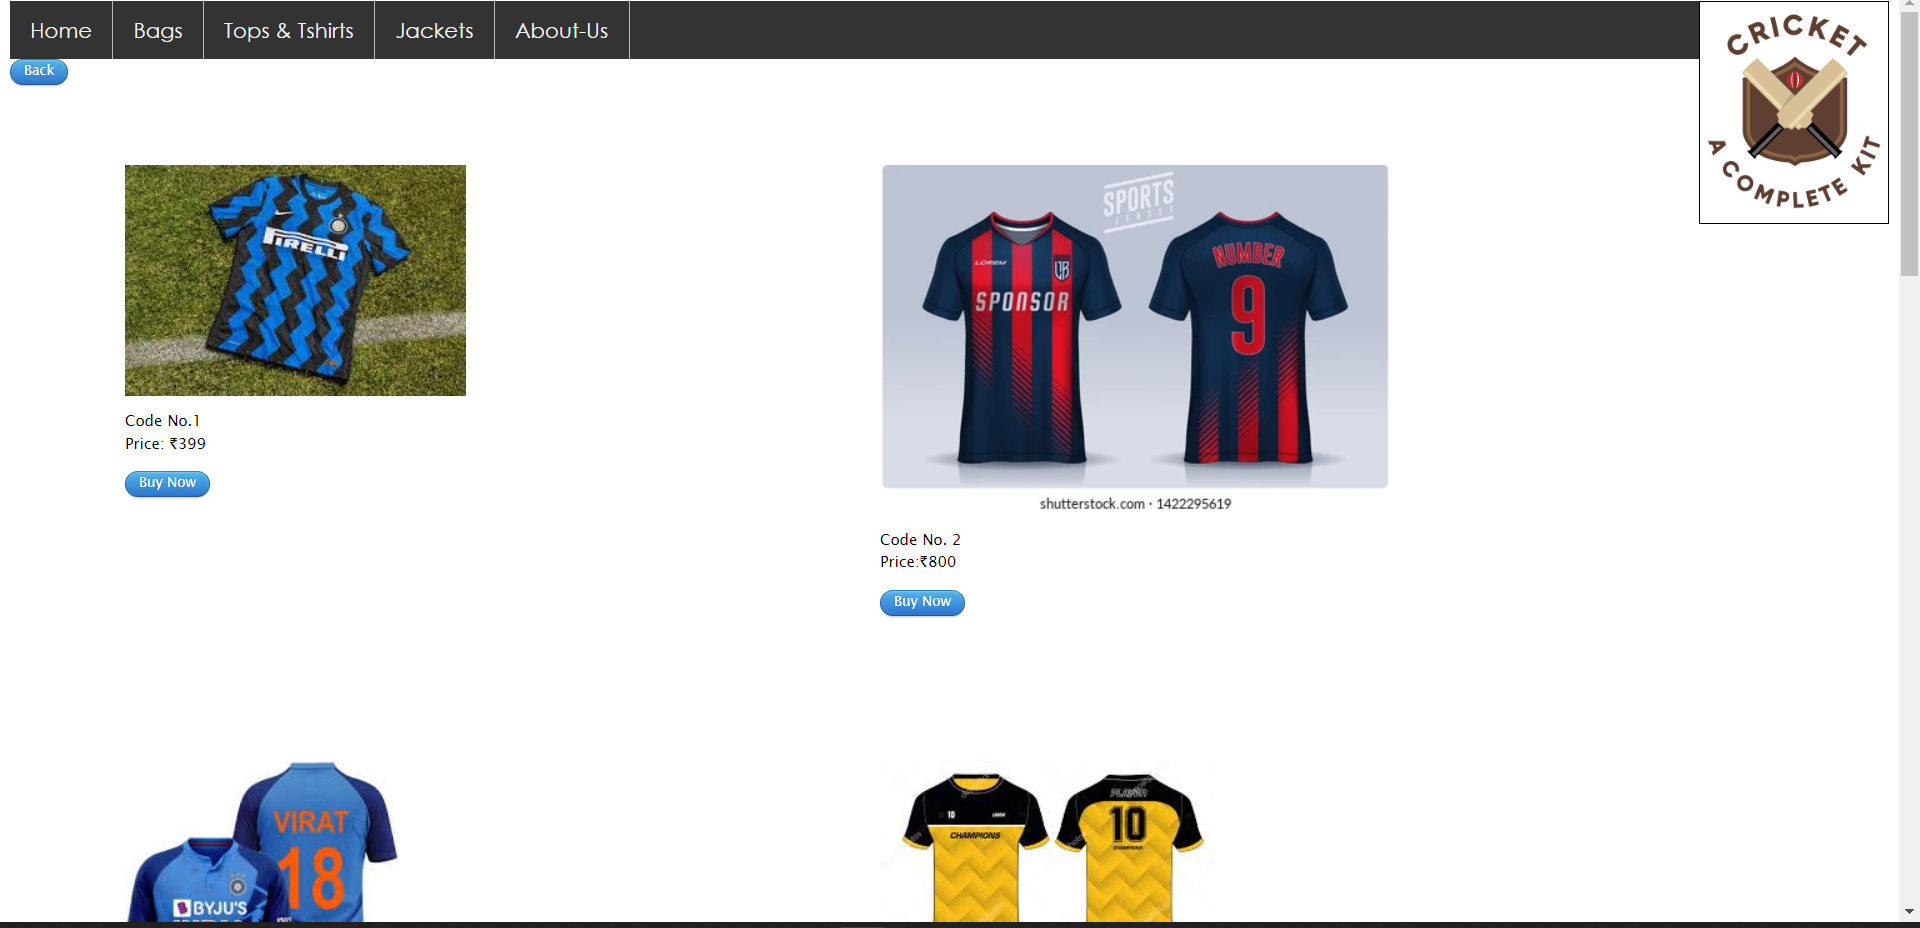 Home
Bags
Tops & Tshirts
Jackets
About-Us
CRICKET
A COMPLETE KIT
Back
PIRELLI
Code No.1
Price: ₹399
Buy Now
SPORTS
JERSEY
LOREM
SPONSOR
NUMBER
9
shutterstock.com · 1422295619
Code No. 2
Price:₹800
Buy Now
VIRAT
18
BYJU'S
10
CHAMPIONS
PLAYER
10
CHAMPIONS